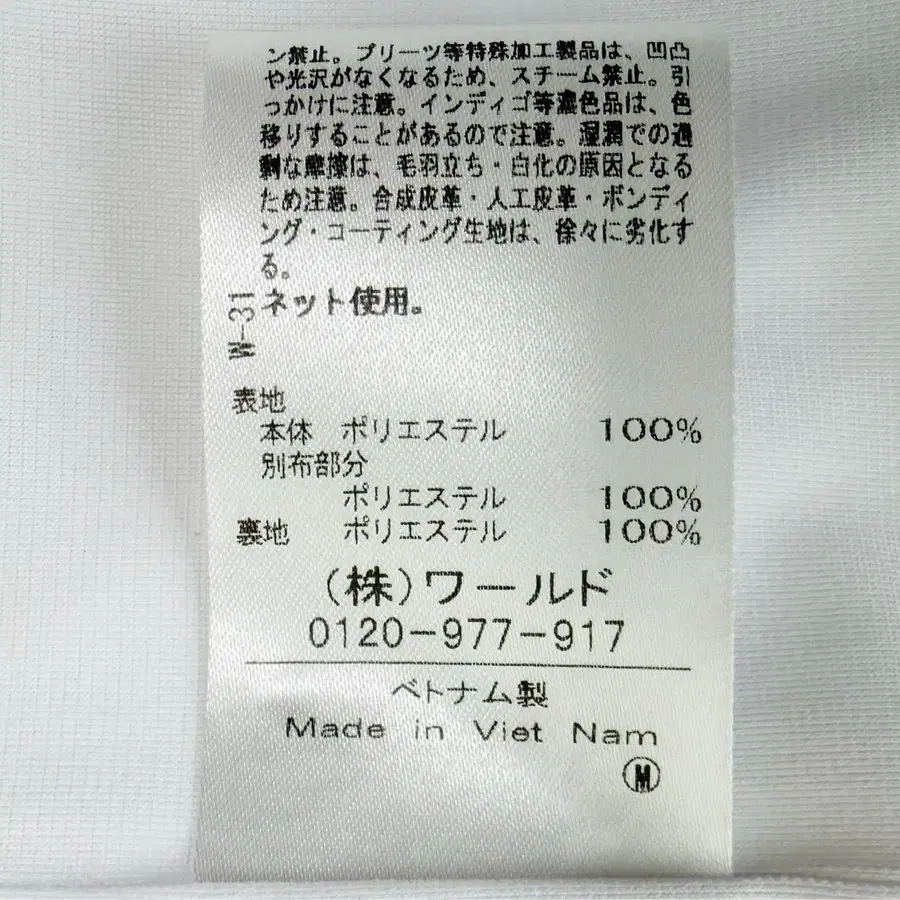 ン禁止。プリーツ等特殊加工製品は、凹凸
や光沢がなくなるため、スチーム禁止。引
っかけに注意。インディゴ等濃色品は、色
移りすることがあるので注意。湿潤での過
剰な摩擦は、毛羽立ち・白化の原因となる
ため注意。合成皮革・人工皮革・ボンディ
ング・コーティング生地は、徐々に劣化す
る。
ネット使用。
W-31
表地
本体 ポリエステル 100%
別布部分
ポリエステル 100%
裏地 ポリエステル 100%
(株)ワールド
0120-977-917
ベトナム製
Made in Viet Nam
M